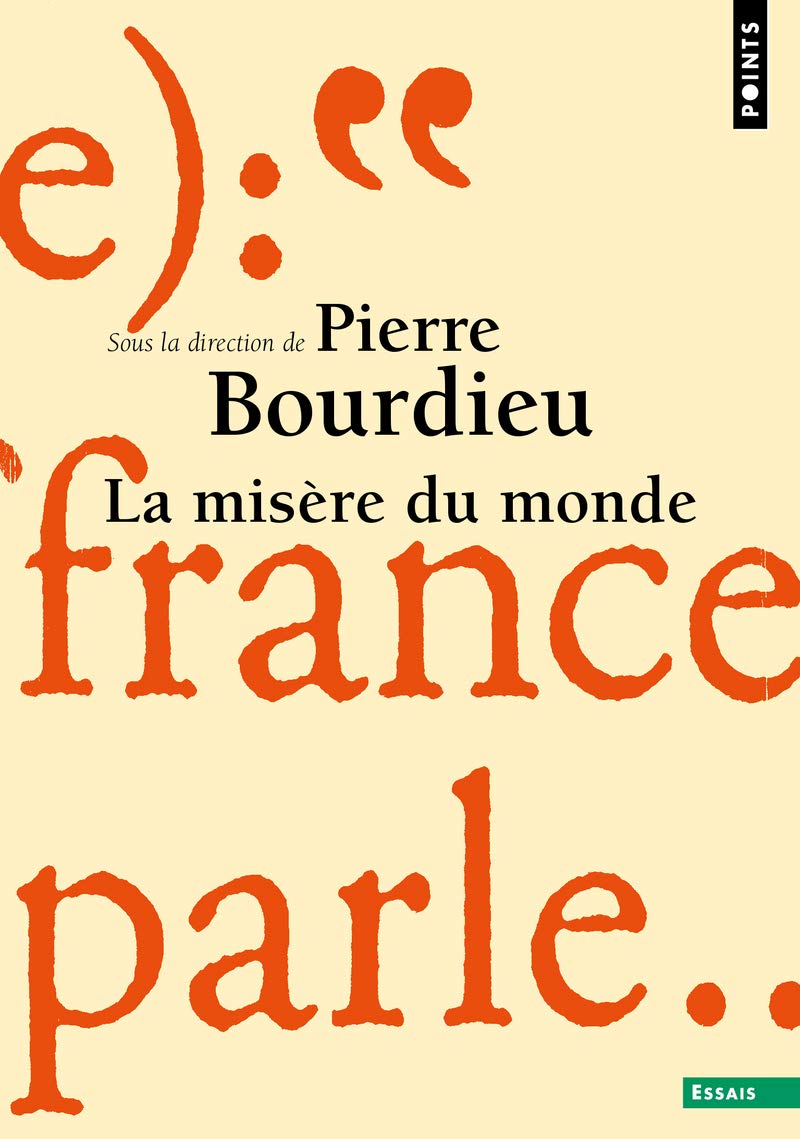 POINTS
e): “
Sous la direction de Pierre
Bourdieu
La misère du monde
france
parle..
ESSAIS